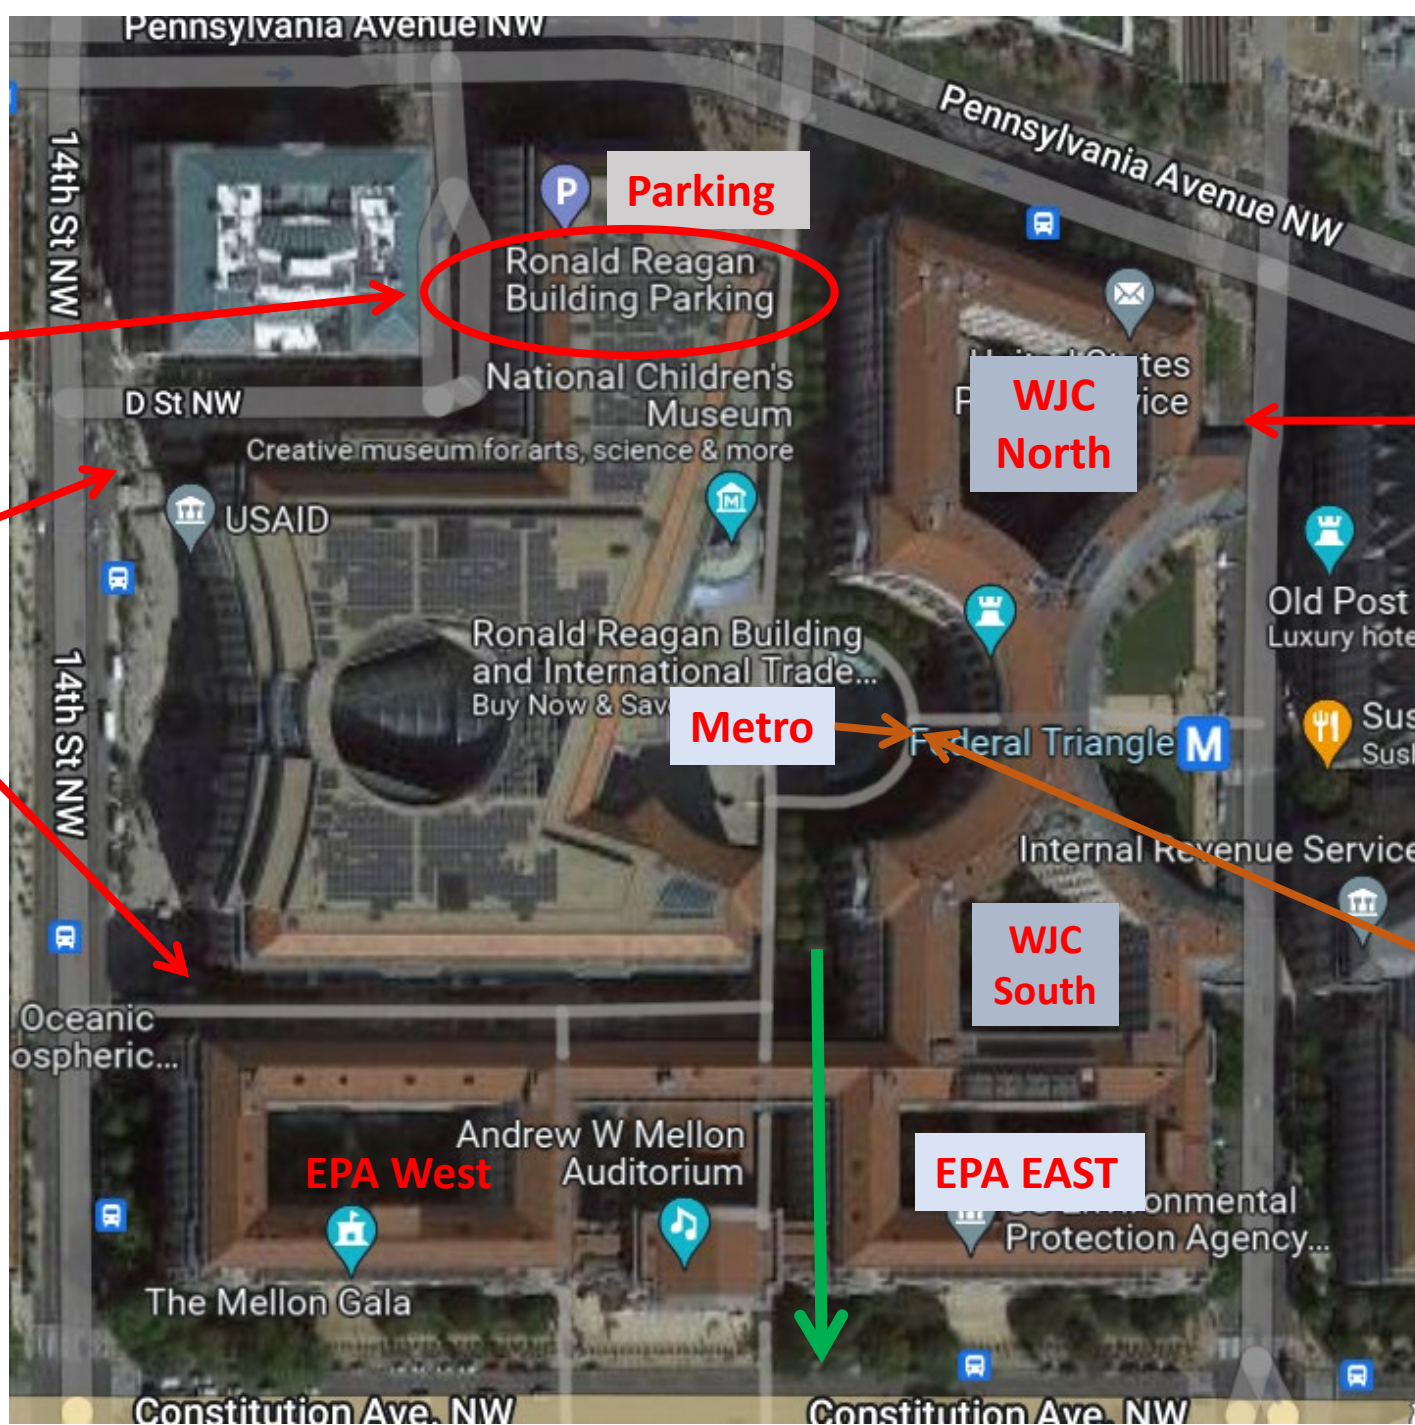 Pennsylvania Avenue NW
Pennsylvania Avenue NW
14th St NW
P
Parking
Ronald Reagan
Building Parking
National Children's
Museum
Creative museum for arts, science & more
D St NW
USAID
WJC
North
Old Post
Luxury hote
14th St NW
Ronald Reagan Building
and International Trade...
Buy Now & Sav
Metro
Federal Triangle
M
Sus
Sush
Internal Revenue Service
WJC
South
Oceanic
ospheric...
Andrew W Mellon
Auditorium
EPA West
EPA EAST
Protection Agency...
The Mellon Gala
Constitution Ave. NW
Constitution Ave. NW